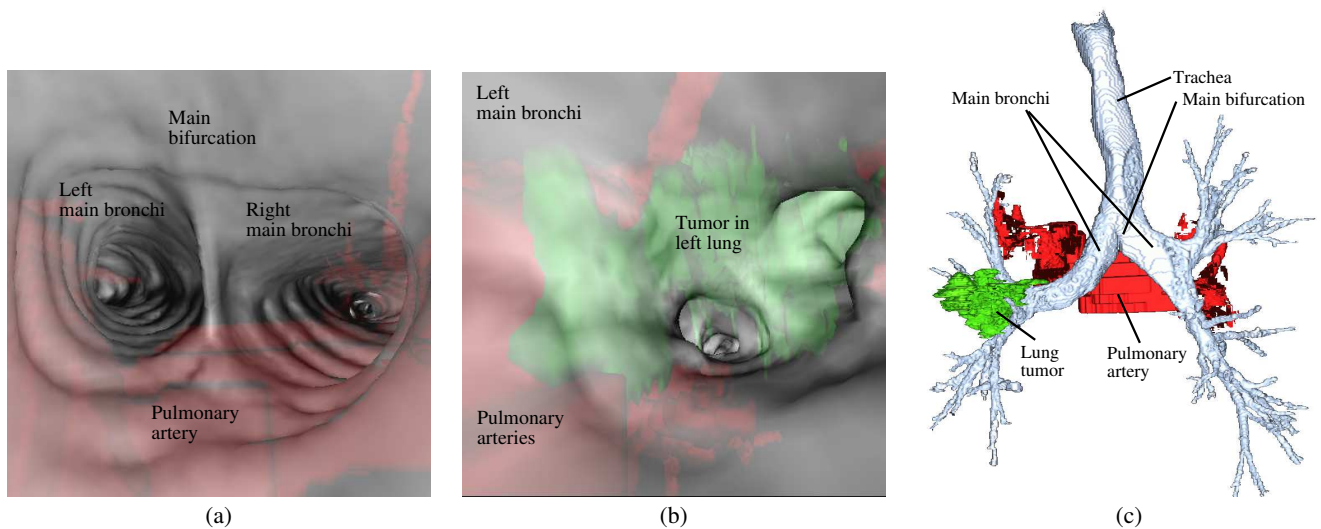 Main
bifurcation
Left
main bronchi
Right
main bronchi
Pulmonary
artery
(a)
Left
main bronchi
Tumor in
left lung
Pulmonary
arteries
(b)
Trachea
Main bronchi
Main bifurcation
Lung
tumor
Pulmonary
artery
(c)